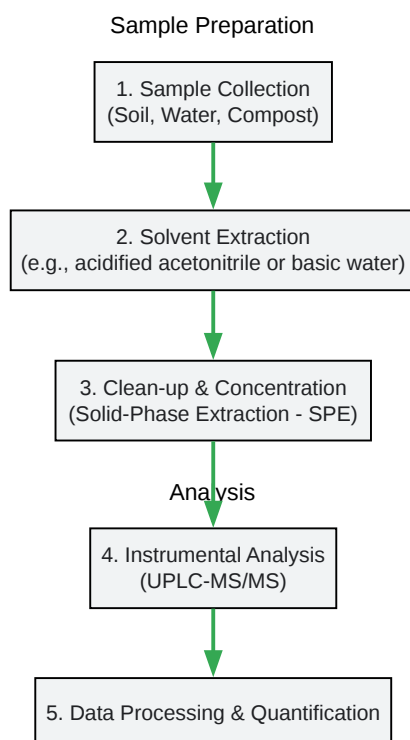 Sample Preparation
1. Sample Collection
(Soil, Water, Compost)
2. Solvent Extraction
(e.g., acidified acetonitrile or basic water)
3. Clean-up & Concentration
(Solid-Phase Extraction - SPE)
Analysis
4. Instrumental Analysis
(UPLC-MS/MS)
5. Data Processing & Quantification